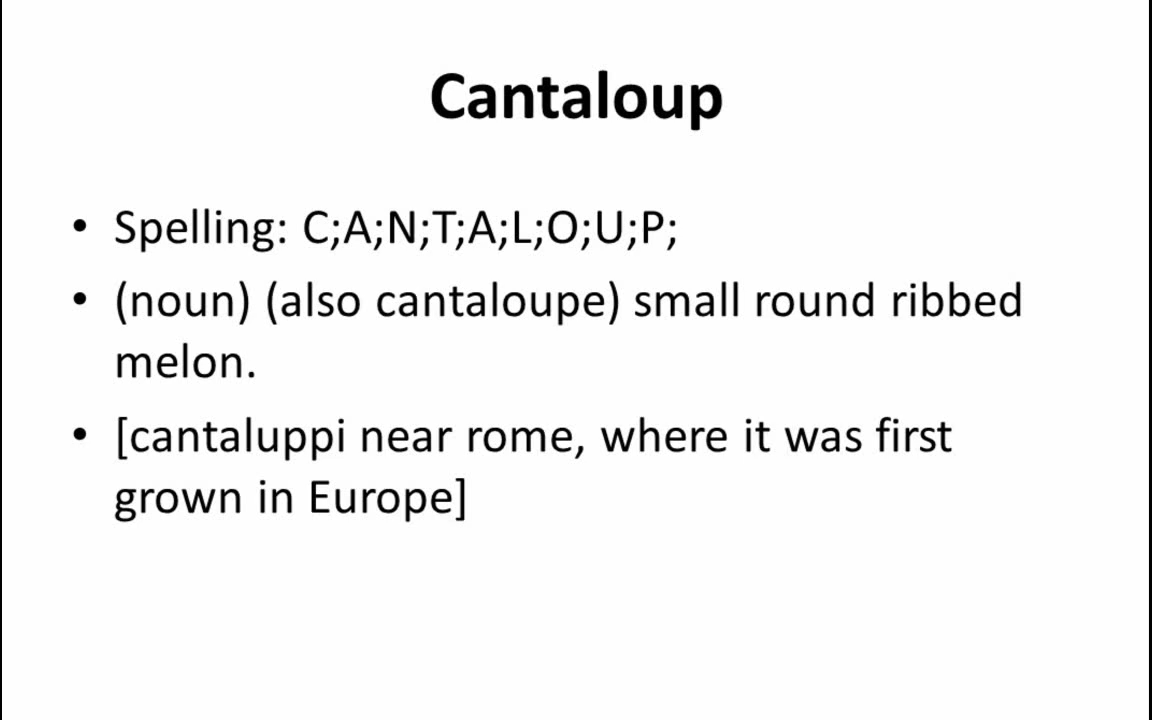 Cantaloup
• Spelling: C;A;N;T;A;L;O;U;P;
• (noun) (also cantaloupe) small round ribbed
melon.
• [cantaluppi near rome, where it was first
grown in Europe]